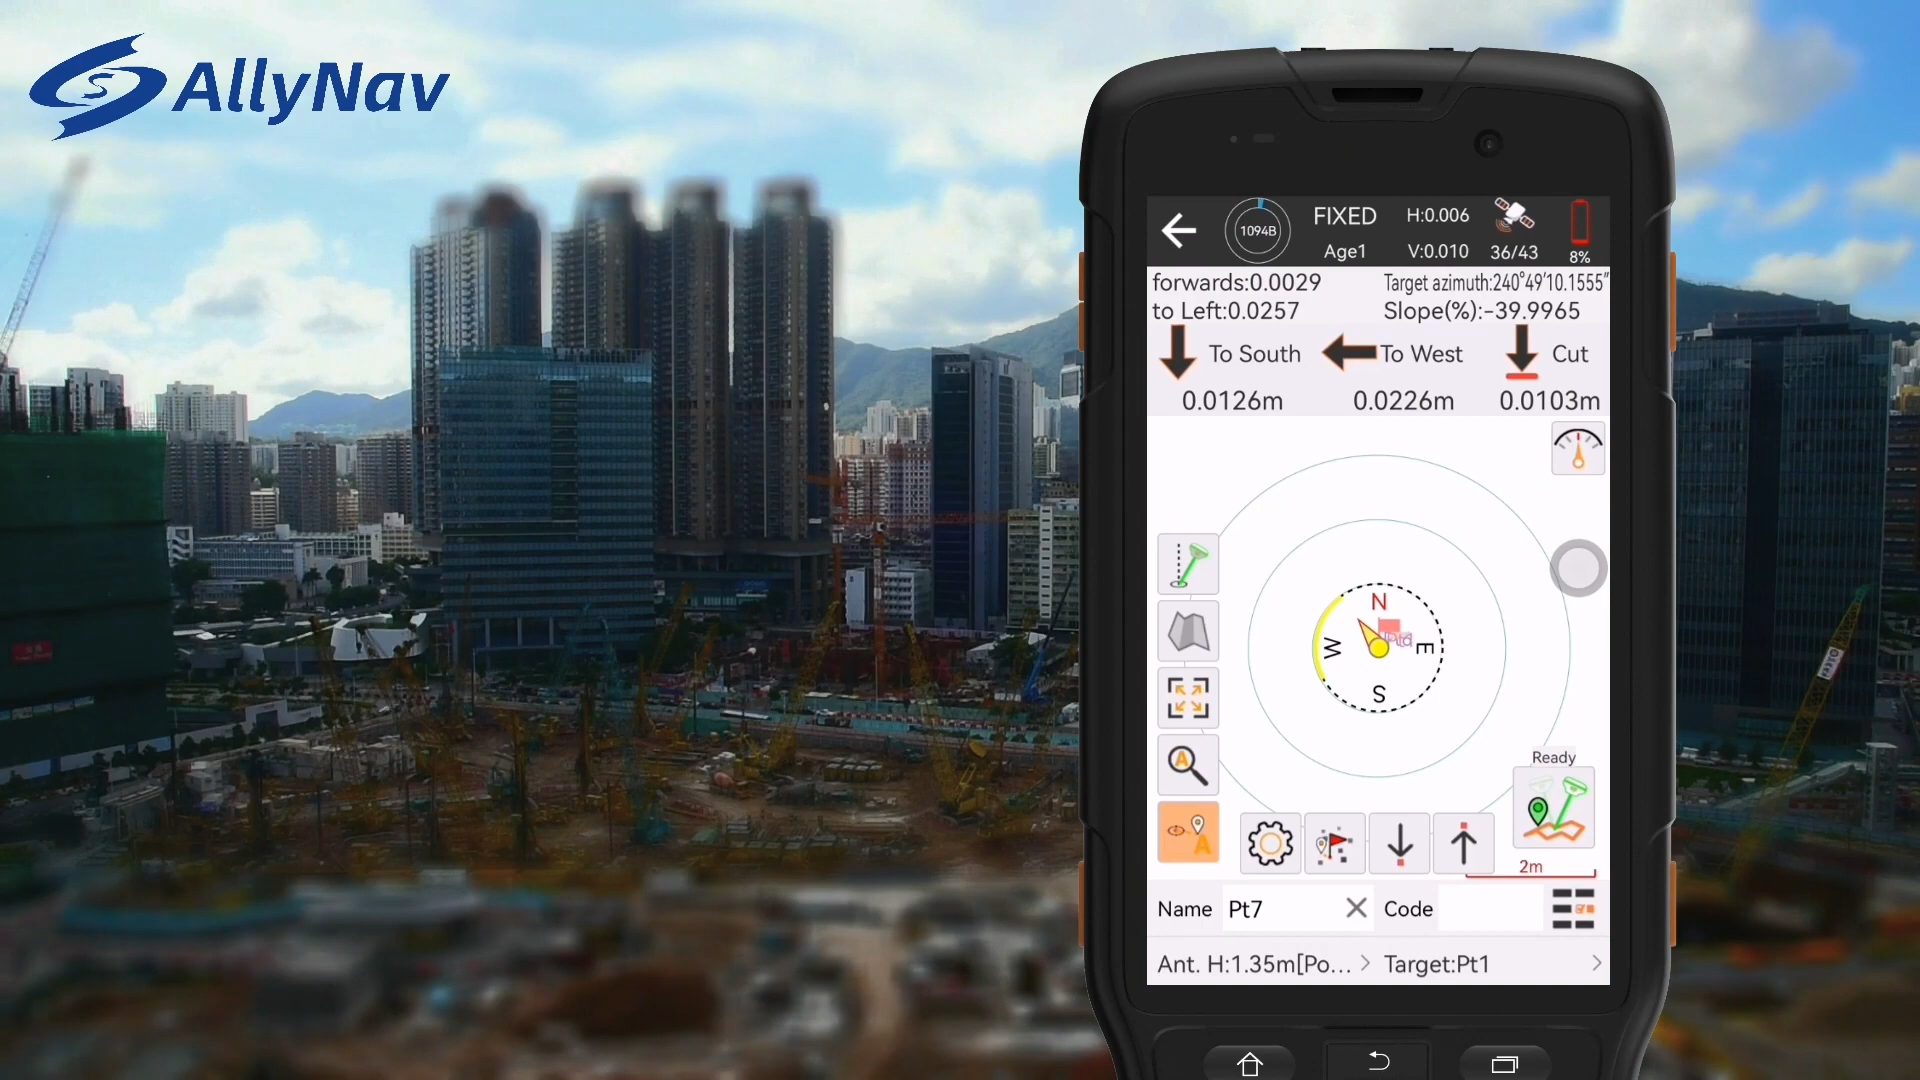 AllyNav
1094B FIXED H:0.006
Age1 V:0.010 36/43 8%
forwards:0.0029 Target azimuth:240°49'10.1555"
to Left:0.0257 Slope(%):-39.9965
To South To West Cut
0.0126m 0.0226m 0.0103m
N
W E
S
Ready
A
A
2m
Name Pt7 Code
Ant. H:1.35m[Po... Target:Pt1